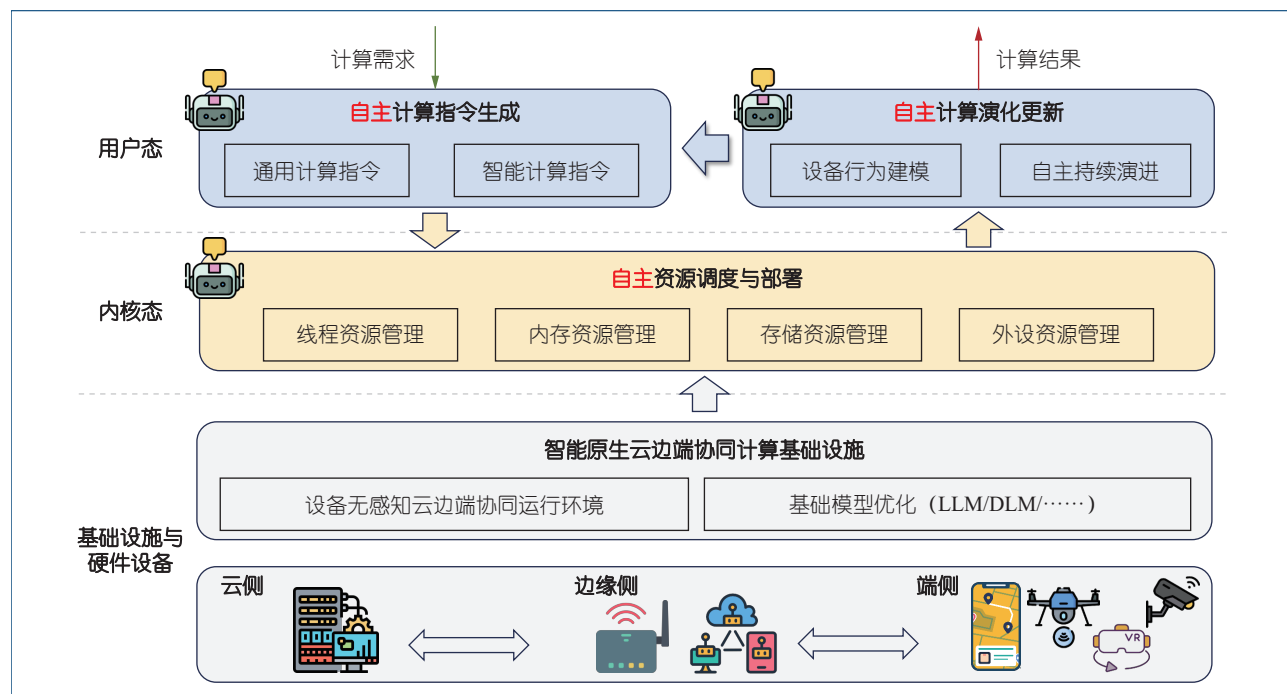 计算需求
计算结果
自主计算指令生成
自主计算演化更新
用户态
通用计算指令
智能计算指令
设备行为建模
自主持续演进
自主资源调度与部署
内核态
线程资源管理
内存资源管理
存储资源管理
外设资源管理
智能原生云边端协同计算基础设施
设备无感知云边端协同运行环境
基础模型优化（LLM/DLM/……）
基础设施与
硬件设备
云侧
边缘侧
端侧
VR